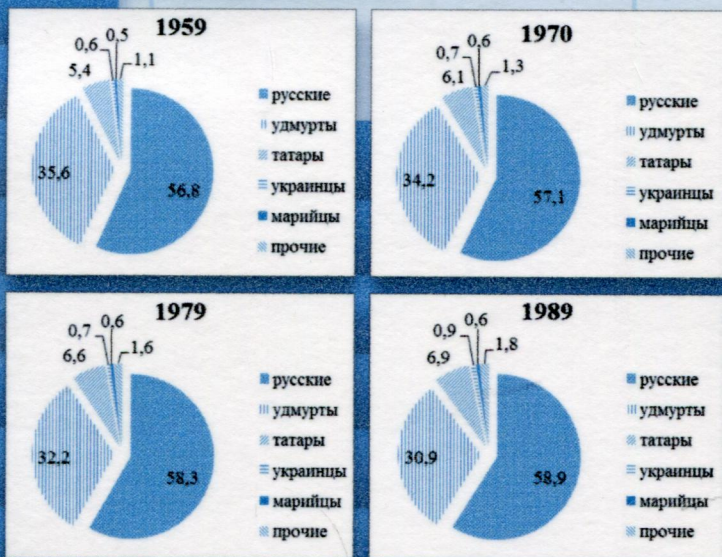 1959
0,6
0,5
5,4
1,1
35,6
56,8
русские
удмурты
татары
украинцы
марийцы
прочие
1970
0,7
0,6
6,1
1,3
34,2
57,1
русские
удмурты
татары
украинцы
марийцы
прочие
1979
0,7
0,6
6,6
1,6
32,2
58,3
русские
удмурты
татары
украинцы
марийцы
прочие
1989
0,9
0,6
6,9
1,8
30,9
58,9
русские
удмурты
татары
украинцы
марийцы
прочие